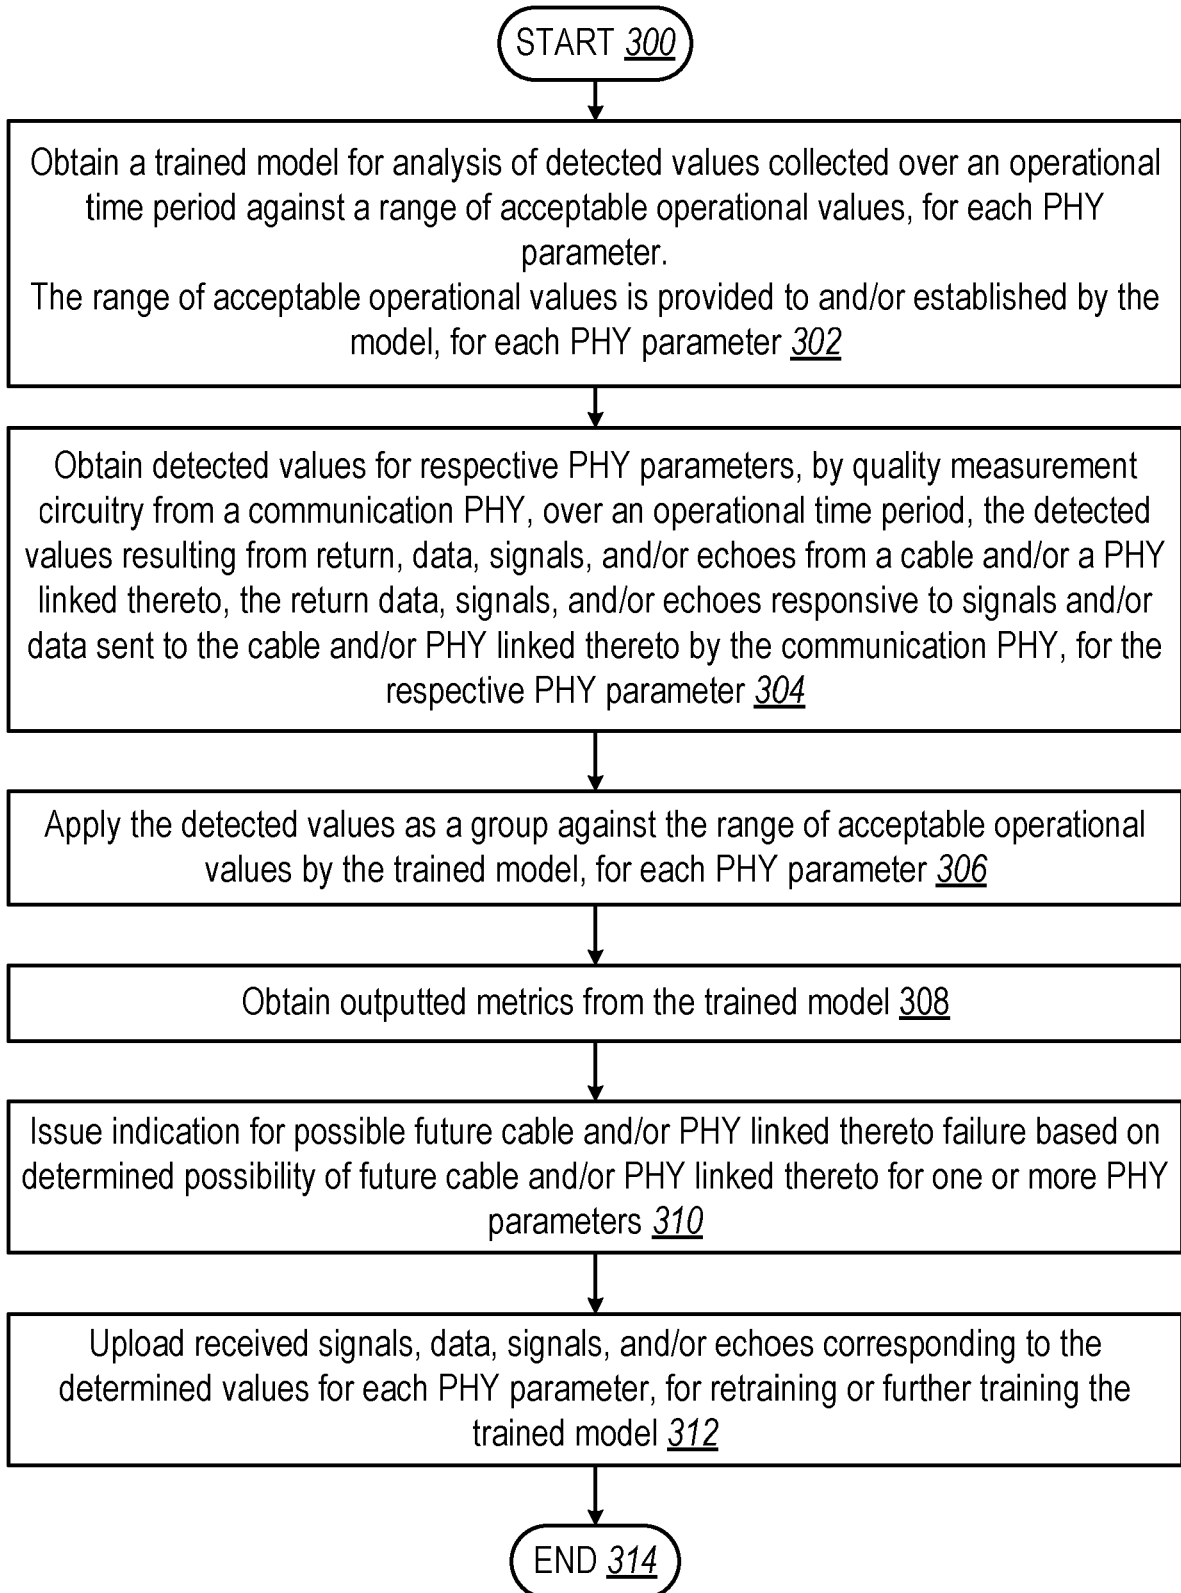 START 300
Obtain a trained model for analysis of detected values collected over an operational
time period against a range of acceptable operational values, for each PHY
parameter.
The range of acceptable operational values is provided to and/or established by the
model, for each PHY parameter 302
Obtain detected values for respective PHY parameters, by quality measurement
circuitry from a communication PHY, over an operational time period, the detected
values resulting from return, data, signals, and/or echoes from a cable and/or a PHY
linked thereto, the return data, signals, and/or echoes responsive to signals and/or
data sent to the cable and/or PHY linked thereto by the communication PHY, for the
respective PHY parameter 304
Apply the detected values as a group against the range of acceptable operational
values by the trained model, for each PHY parameter 306
Obtain outputted metrics from the trained model 308
Issue indication for possible future cable and/or PHY linked thereto failure based on
determined possibility of future cable and/or PHY linked thereto for one or more PHY
parameters 310
Upload received signals, data, signals, and/or echoes corresponding to the
determined values for each PHY parameter, for retraining or further training the
trained model 312
END 314